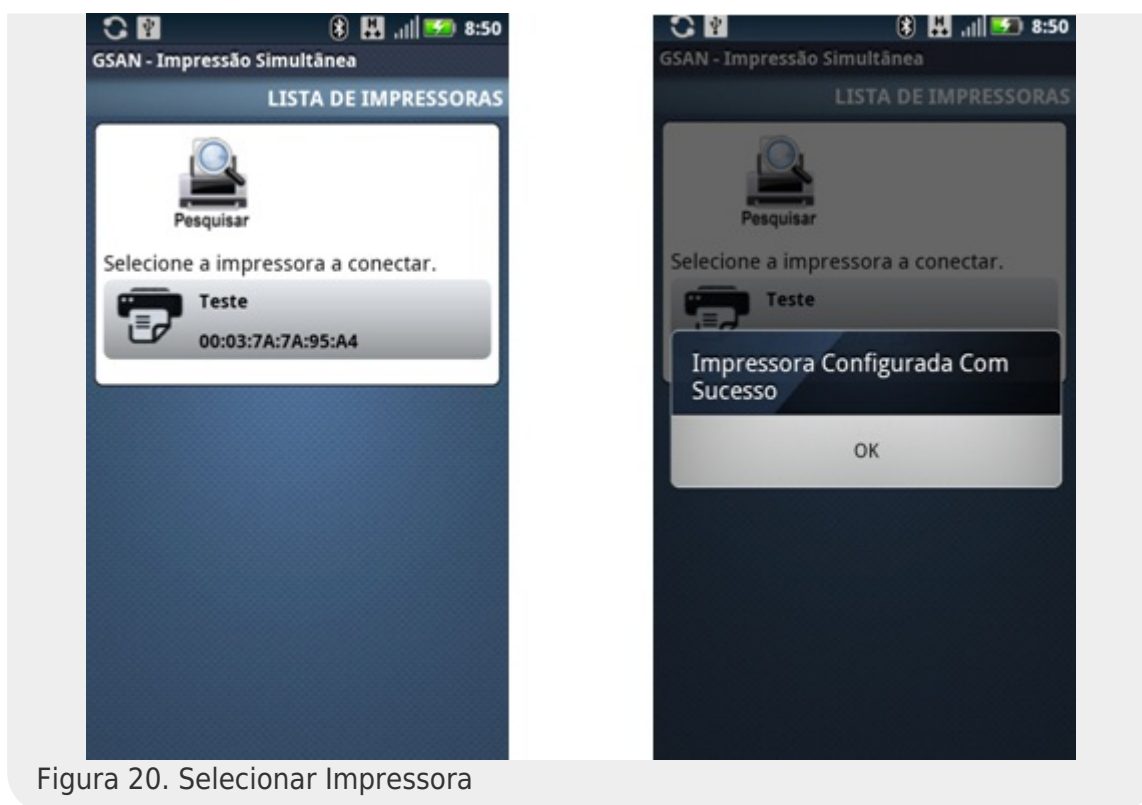 8:50
GSAN - Impressão Simultânea
LISTA DE IMPRESSORAS
Pesquisar
Selecione a impressora a conectar.
Teste
00:03:7A:7A:95:A4
8:50
GSAN - Impressão Simultânea
LISTA DE IMPRESSORAS
Pesquisar
Selecione a impressora a conectar.
Teste
Impressora Configurada Com
Sucesso
OK
Figura 20. Selecionar Impressora